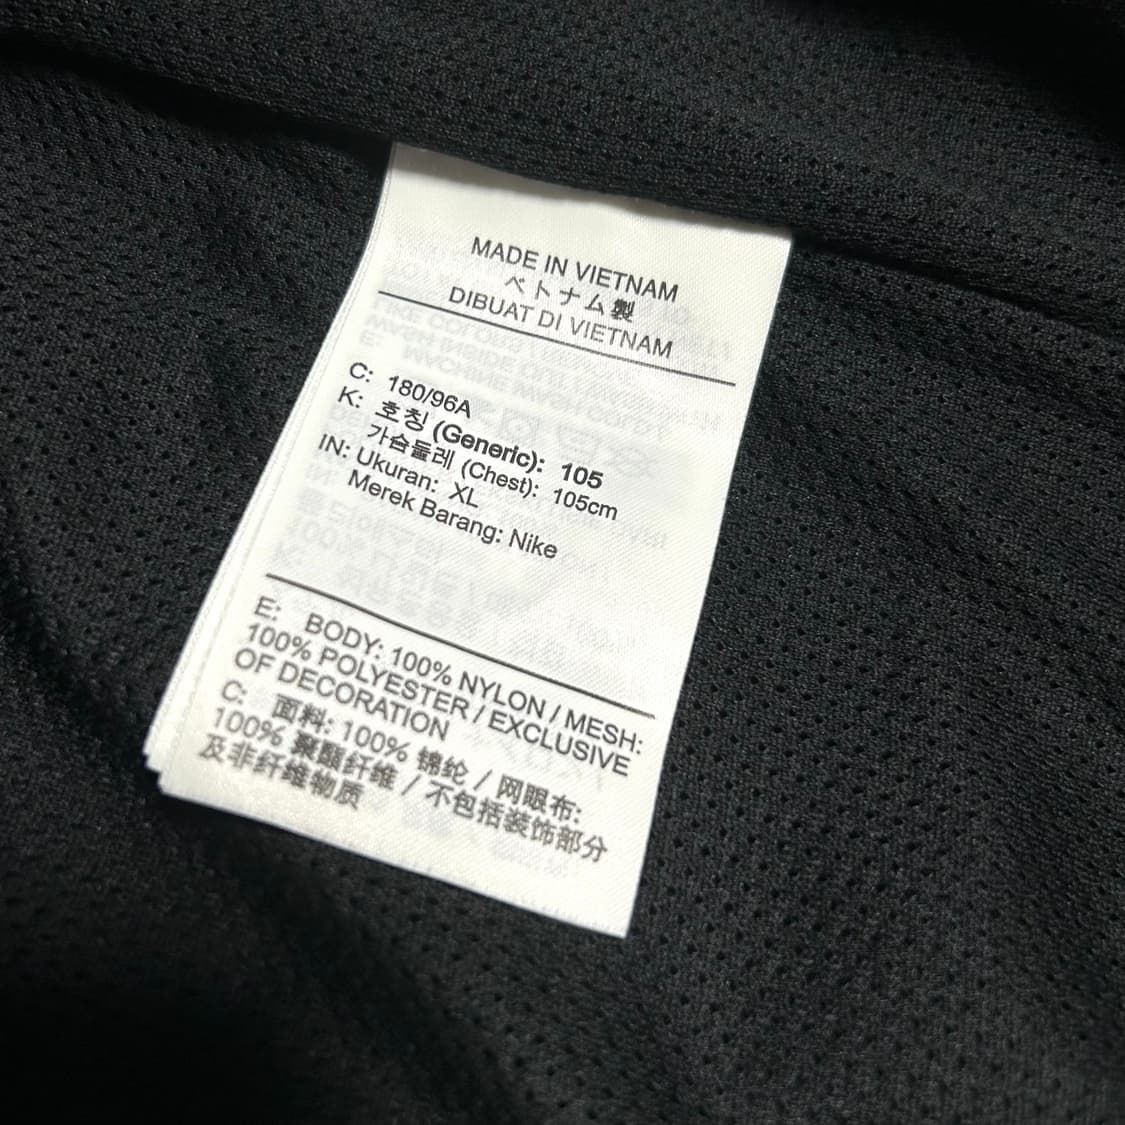 MADE IN VIETNAM
ベトナム製
DIBUAT DI VIETNAM
C: 180/96A
K: 호칭 (Generic): 105
가슴둘레 (Chest): 105cm
IN: Ukuran: XL
Merek Barang: Nike
E: BODY: 100% NYLON / MESH:
100% POLYESTER / EXCLUSIVE
OF DECORATION
C: 面料: 100% 锦纶 / 网眼布:
100% 聚酯纤维 / 不包括装饰部分
及非纤维物质